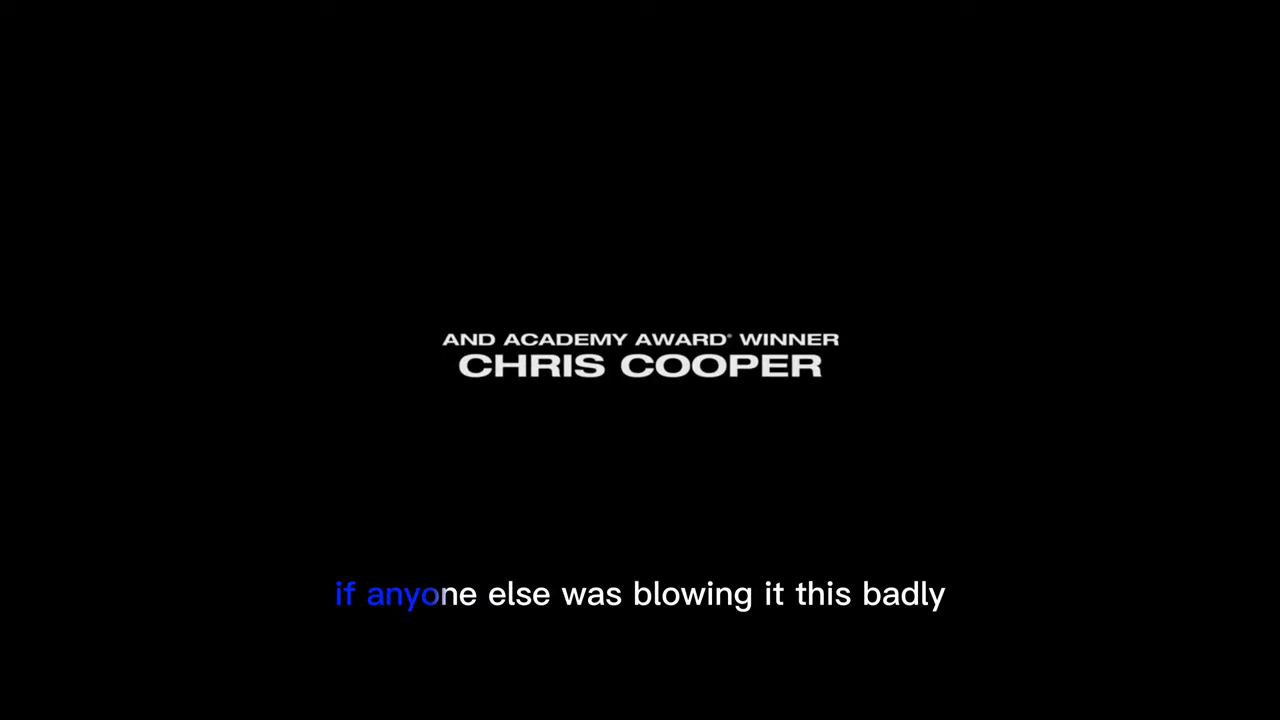 AND ACADEMY AWARD® WINNER
CHRIS COOPER
if anyone else was blowing it this badly